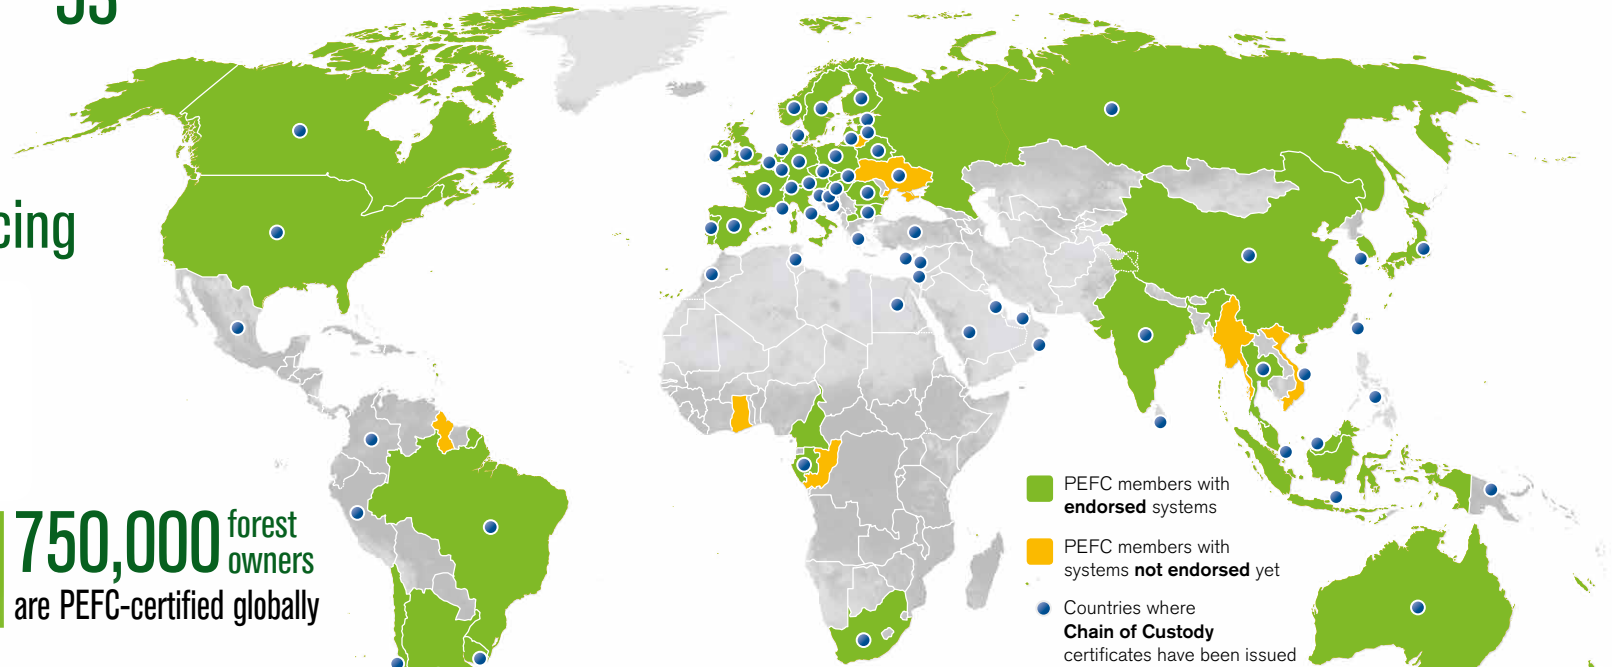 cing
750,000 forest
owners
are PEFC-certified globally
PEFC members with
endorsed systems
PEFC members with
systems not endorsed yet
Countries where
Chain of Custody
certificates have been issued